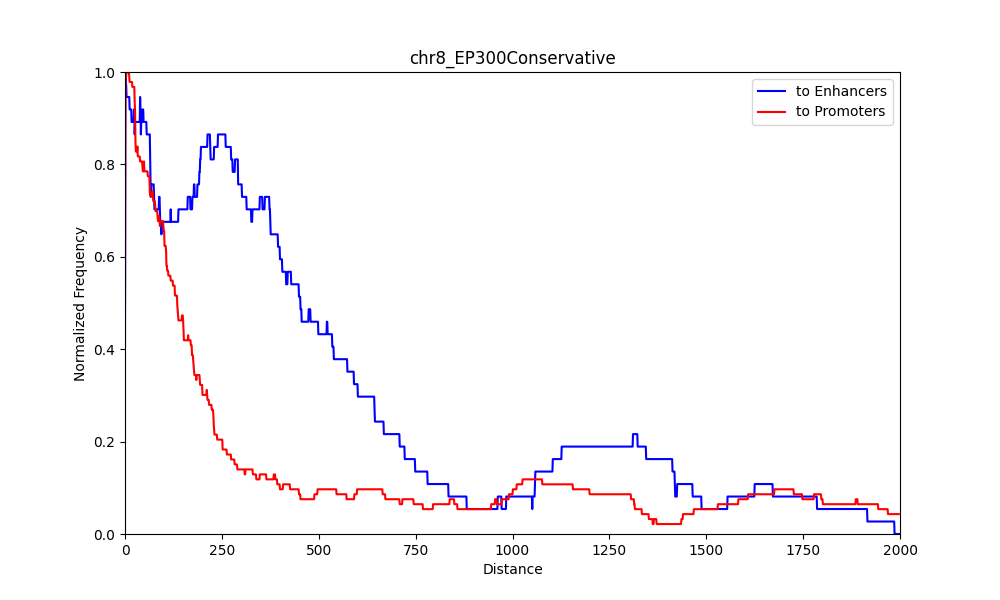 chr8_EP300Conservative
to Enhancers
to Promoters
Normalized Frequency
1.0
0.8
0.6
0.4
0.2
0.0
0 250 500 750 1000 1250 1500 1750 2000
Distance